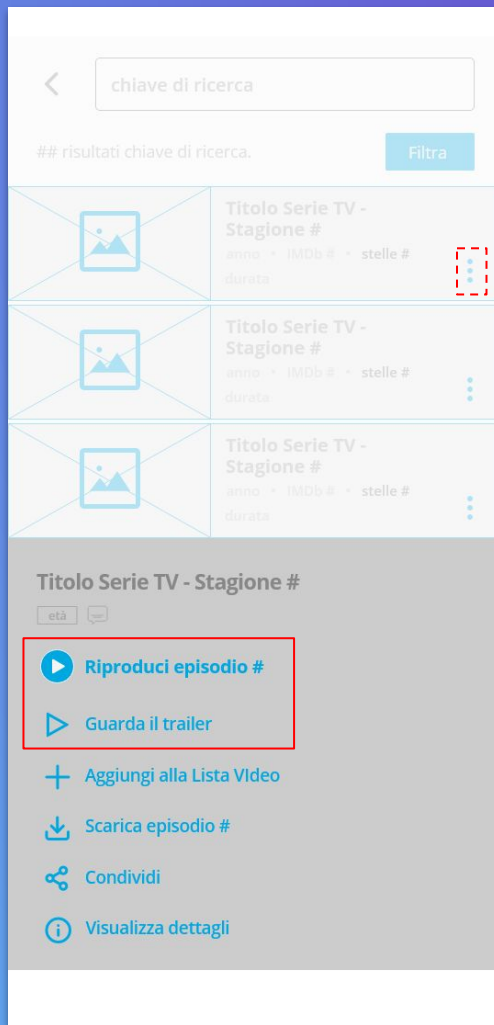 chiave di ricerca
## risultati chiave di ricerca.
Filtra
Titolo Serie TV -
Stagione #
anno • IMDb # • stelle #
durata
Titolo Serie TV -
Stagione #
anno • IMDb # • stelle #
durata
Titolo Serie TV -
Stagione #
anno • IMDb # • stelle #
durata
Titolo Serie TV - Stagione #
età
Riproduci episodio #
Guarda il trailer
Aggiungi alla Lista VIdeo
Scarica episodio #
Condividi
Visualizza dettagli